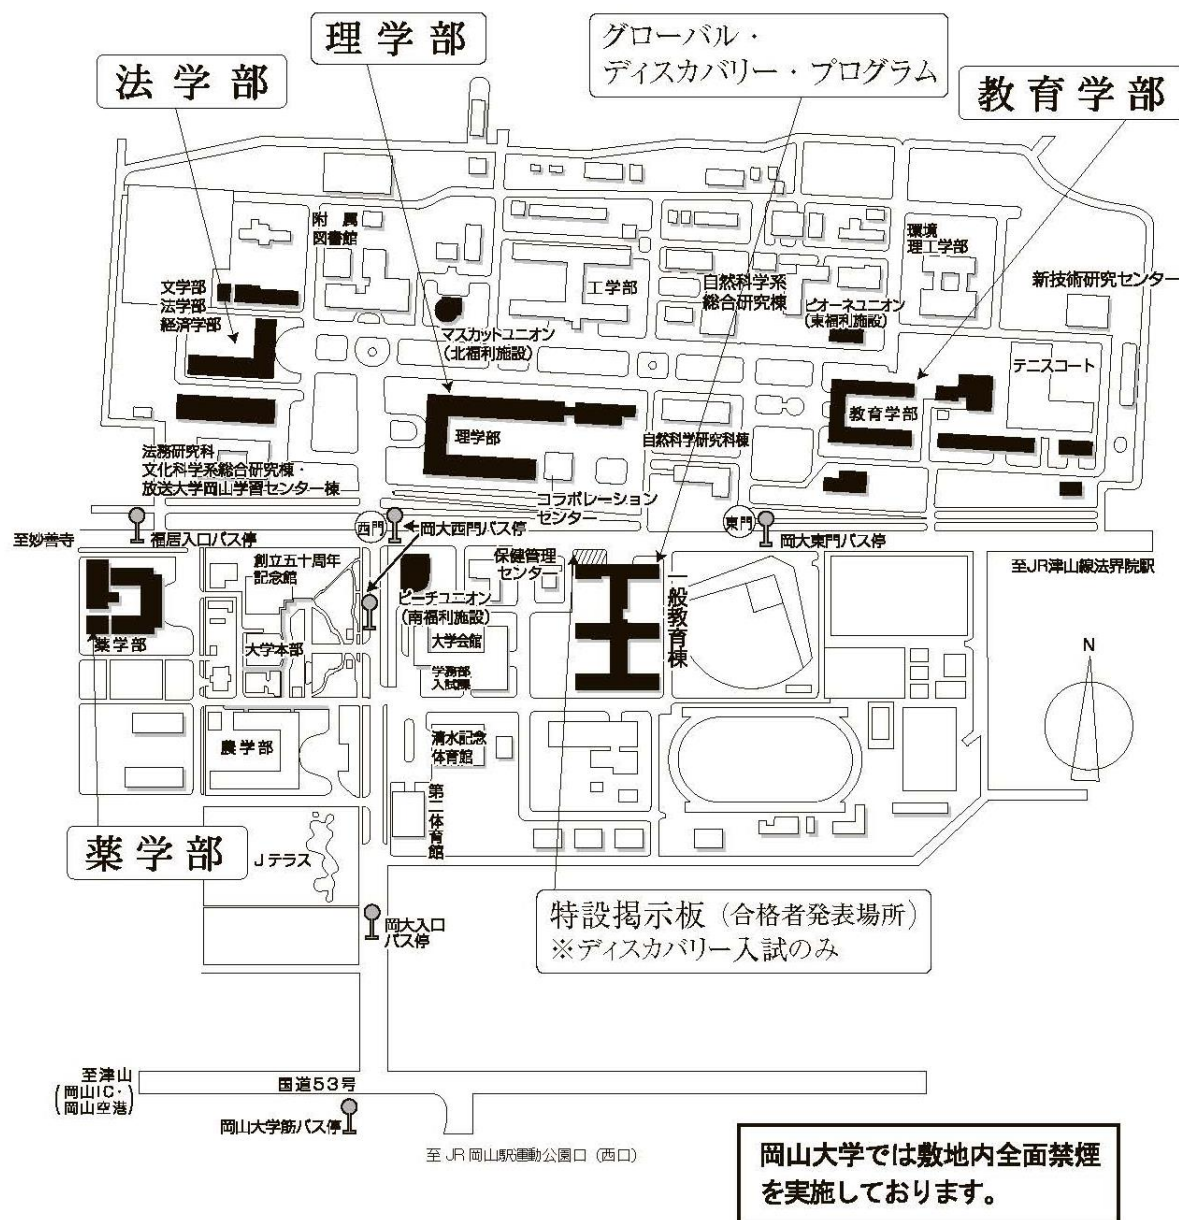 理学部
グローバル・
ディスカバリー・プログラム
法学部
教育学部
附属
図書館
環境
理工学部
文学部
法学部
経済学部
工学部
自然科学系
総合研究棟
新技術研究センター
ピオーネユニオン
(東福利施設)
マスカットユニオン
(北福利施設)
テニスコート
教育学部
理学部
自然科学研究科棟
法務研究科
文化科学系総合研究棟・
放送大学岡山学習センター棟
コラボレーション
センター
西門
岡大西門バス停
東門
岡大東門バス停
至妙善寺
福居入口バス停
至JR津山線法界院駅
創立五十周年
記念館
保健管理
センター
一般教育棟
ピーチユニオン
(南福利施設)
薬学部
大学本部
大学会館
学務部
入試課
N
農学部
清水記念
体育館
第二体育館
薬学部
Jテラス
岡大入口
バス停
特設掲示板(合格者発表場所)
※ディスカバリー入試のみ
至津山
(岡山IC・
岡山空港)
国道53号
岡山大学筋バス停
至JR岡山駅運動公園口(西口)
岡山大学では敷地内全面禁煙
を実施しております。